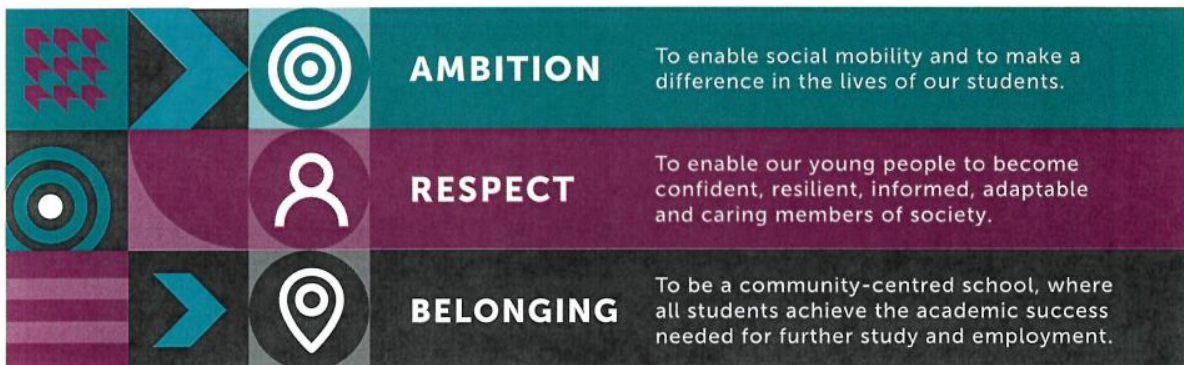 AMBITION
To enable social mobility and to make a
difference in the lives of our students.
RESPECT
To enable our young people to become
confident, resilient, informed, adaptable
and caring members of society.
BELONGING
To be a community-centred school, where
all students achieve the academic success
needed for further study and employment.